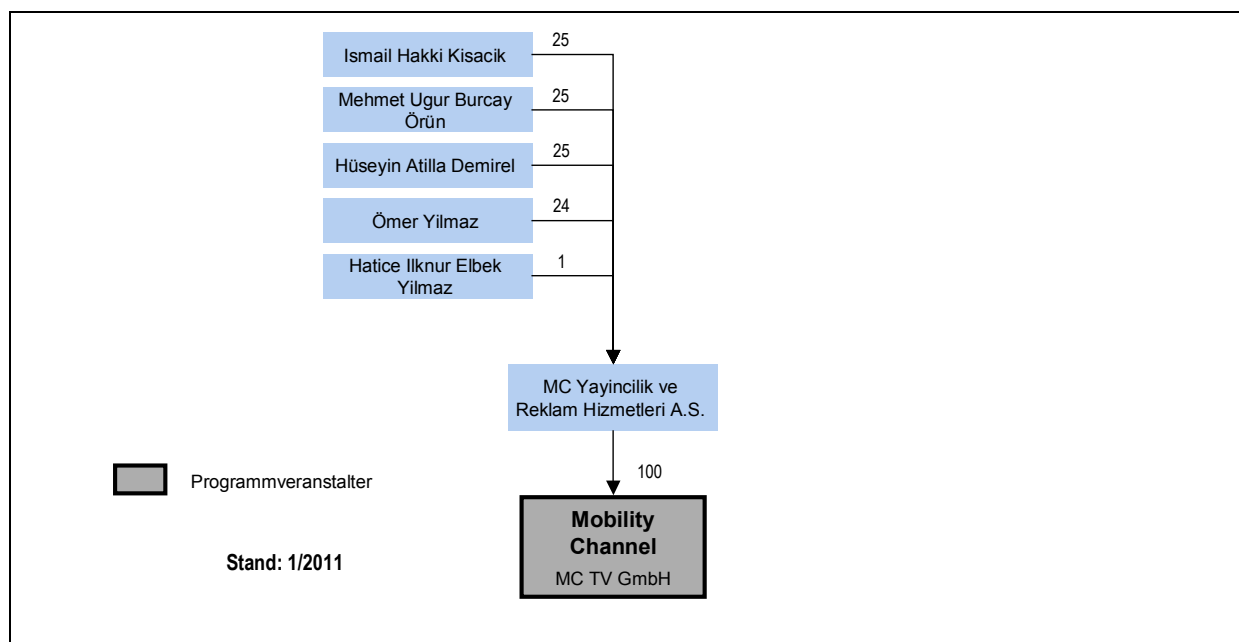 Ismail Hakki Kisacik
25
Mehmet Ugur Burcay
Örün
25
Hüseyin Atilla Demirel
25
Ömer Yilmaz
24
Hatice Ilknur Elbek
Yilmaz
1
MC Yayincilik ve
Reklam Hizmetleri A.S.
100
Programmveranstalter
Mobility
Channel
MC TV GmbH
Stand: 1/2011